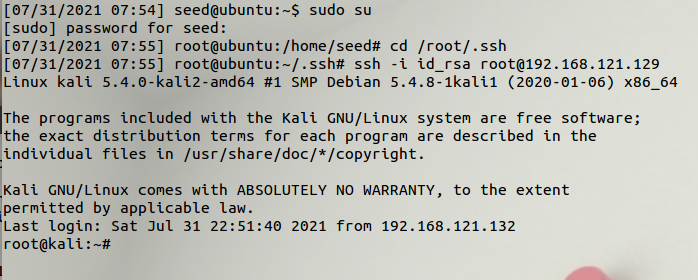 [07/31/2021 07:54] seed@ubuntu:~$ sudo su
[sudo] password for seed:
[07/31/2021 07:55] root@ubuntu:/home/seed# cd /root/.ssh
[07/31/2021 07:55] root@ubuntu:~/.ssh# ssh -i id_rsa root@192.168.121.129
Linux kali 5.4.0-kali2-amd64 #1 SMP Debian 5.4.8-1kali1 (2020-01-06) x86_64
The programs included with the Kali GNU/Linux system are free software;
the exact distribution terms for each program are described in the
individual files in /usr/share/doc/*/copyright.
Kali GNU/Linux comes with ABSOLUTELY NO WARRANTY, to the extent
permitted by applicable law.
Last login: Sat Jul 31 22:51:40 2021 from 192.168.121.132
root@kali:~#